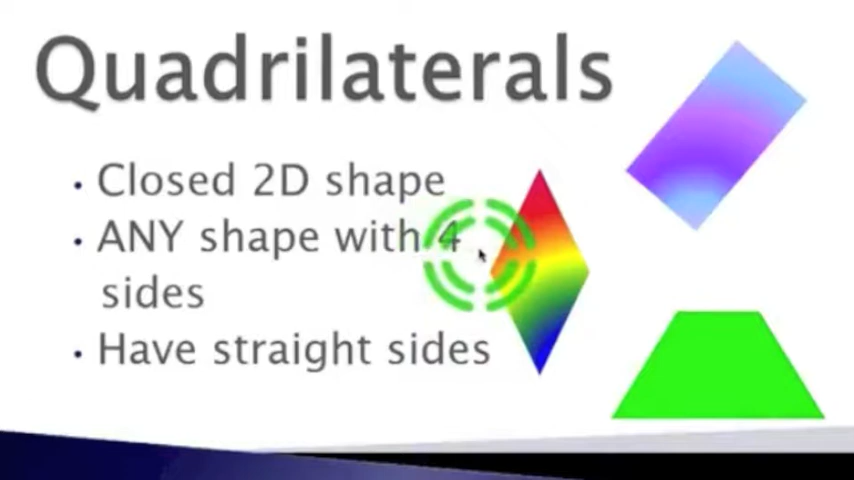 Quadrilaterals
• Closed 2D shape
• ANY shape with 4
sides
• Have straight sides